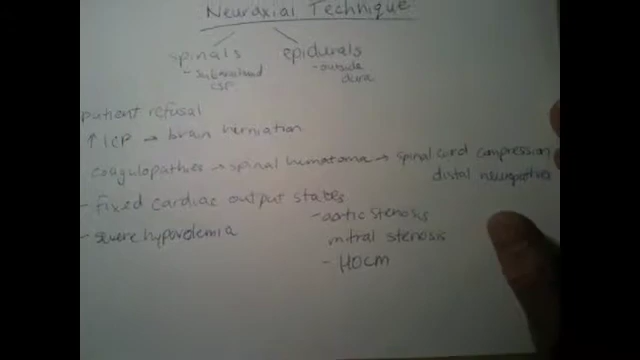 Neuraxial Technique
spinals epidurals
- subarachnoid - outside
CSF dura
patient refusal
↑ ICP → brain herniation
coagulopathies → spinal hematoma → spinal cord compression
distal neuropathies
- Fixed cardiac output states
- aortic stenosis
- severe hypovolemia
mitral stenosis
- HOCM